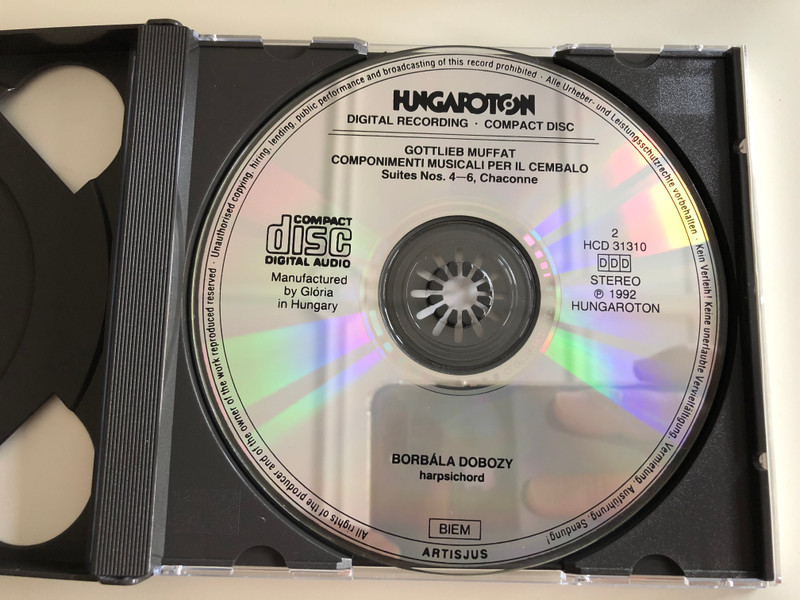 HUNGAROTON
DIGITAL RECORDING · COMPACT DISC
GOTTLIEB MUFFAT
COMPONIMENTI MUSICALI PER IL CEMBALO
Suites Nos. 4—6, Chaconne
COMPACT
disc
DIGITAL AUDIO
Manufactured
by Glória
in Hungary
2
HCD 31310
DDD
STEREO
℗ 1992
HUNGAROTON
BORBÁLA DOBOZY
harpsichord
BIEM
ARTISJUS
All rights of the producer and of the owner of the work reproduced reserved · Unauthorised copying, hiring, lending, public performance and broadcasting of this record prohibited · Alle Urheber- und Leistungsschutzrechte vorbehalten · Kein Verleih! Keine unerlaubte Vervielfältigung, Vermietung, Aufführung, Sendung!